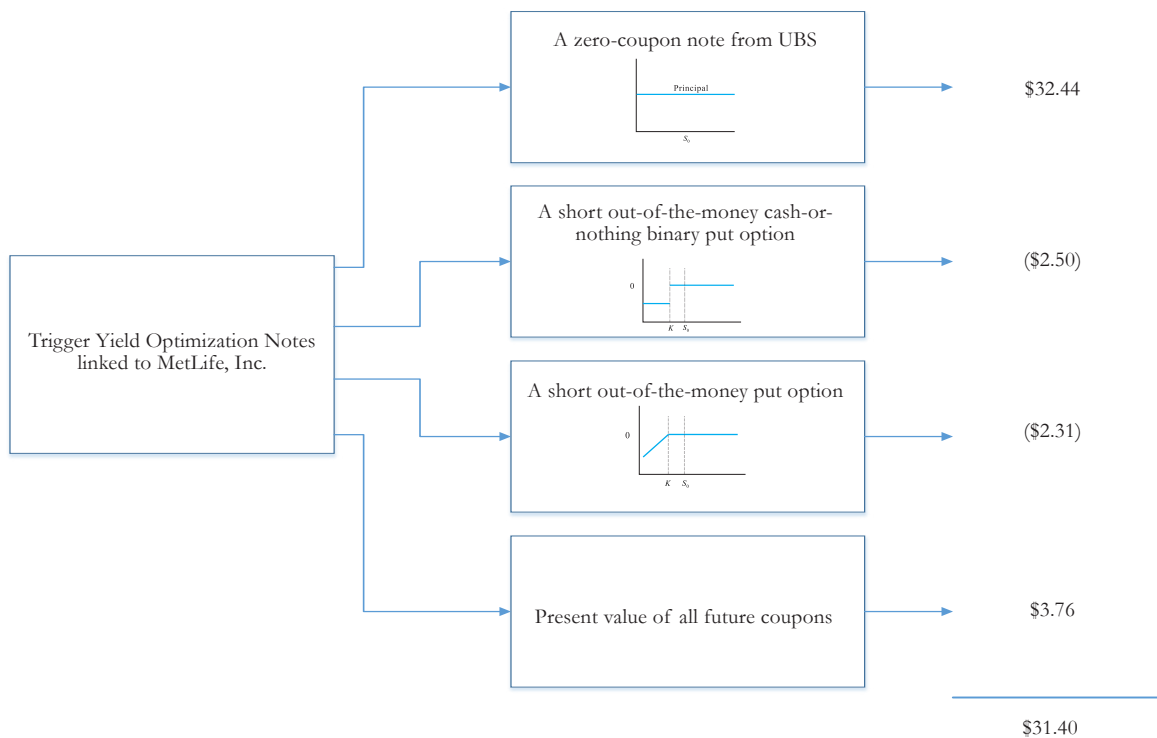 A zero-coupon note from UBS
Principal
S0
$32.44
A short out-of-the-money cash-or-
nothing binary put option
0
K S0
($2.50)
Trigger Yield Optimization Notes
linked to MetLife, Inc.
A short out-of-the-money put option
0
K S0
($2.31)
Present value of all future coupons
$3.76
$31.40